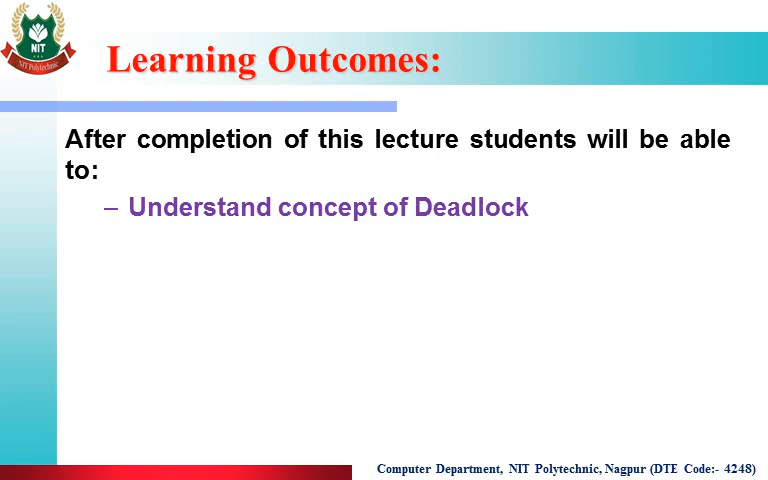 NIT
NIT Polytechnic
Learning Outcomes:
After completion of this lecture students will be able
to:
– Understand concept of Deadlock
Computer Department, NIT Polytechnic, Nagpur (DTE Code:- 4248)